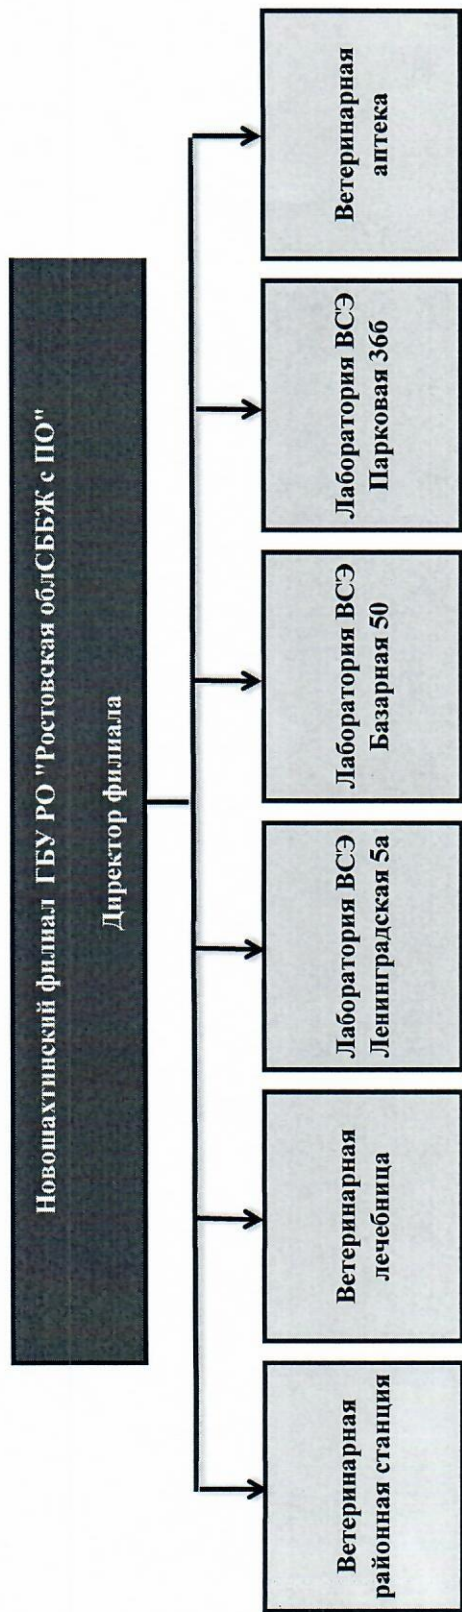 Новошахтинский филиал ГБУ РО "Ростовская облСББЖ с ПО"
Директор филиала
Ветеринарная
районная станция
Ветеринарная
лечебница
Лаборатория ВСЭ
Ленинградская 5а
Лаборатория ВСЭ
Базарная 50
Лаборатория ВСЭ
Парковая 36б
Ветеринарная
аптека